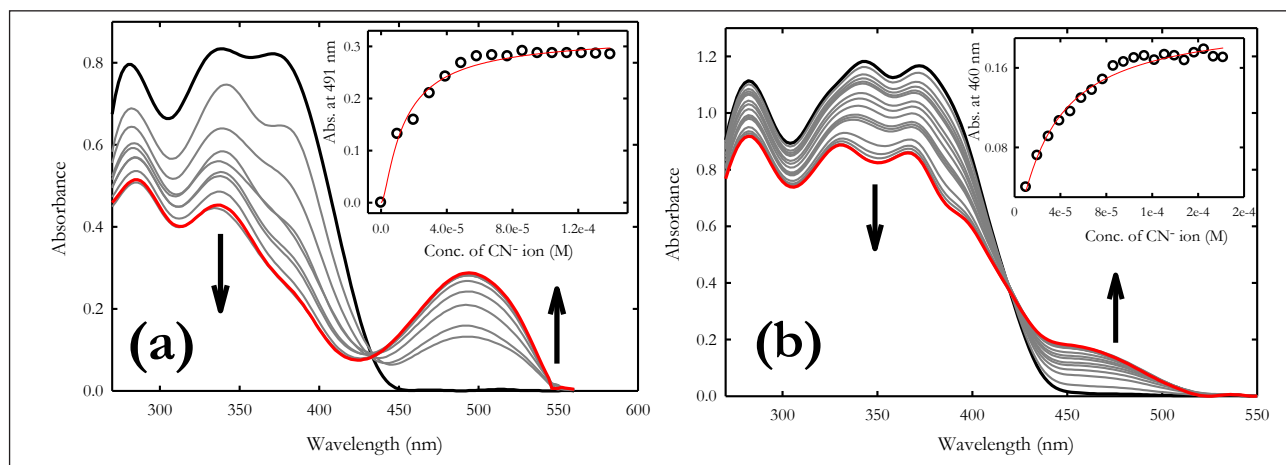 0.8
0.6
0.4
0.2
0.0
Absorbance
300 350 400 450 500 550 600
Wavelength (nm)
(a)
0.3
0.2
0.1
0.0
Abs. at 491 nm
0.0 4.0e-5 8.0e-5 1.2e-4
Conc. of CN- ion (M)
1.2
1.0
0.8
0.6
0.4
0.2
0.0
Absorbance
300 350 400 450 500 550
Wavelength (nm)
(b)
0.16
0.08
Abs. at 460 nm
0 4e-5 8e-5 1e-4 2e-4 2e-4
Conc. of CN- ion (M)